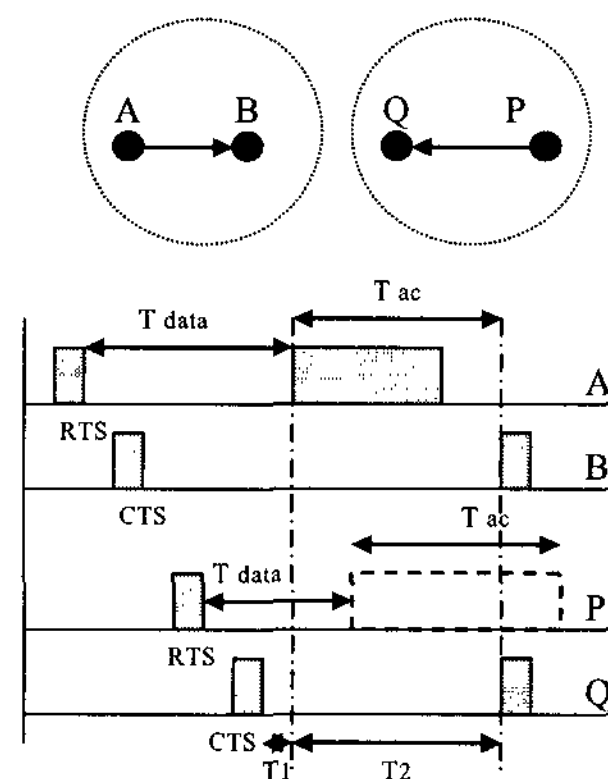 A B Q P
T ac
T data
A
RTS
B
CTS
T ac
T data
P
RTS
Q
CTS
T1 T2